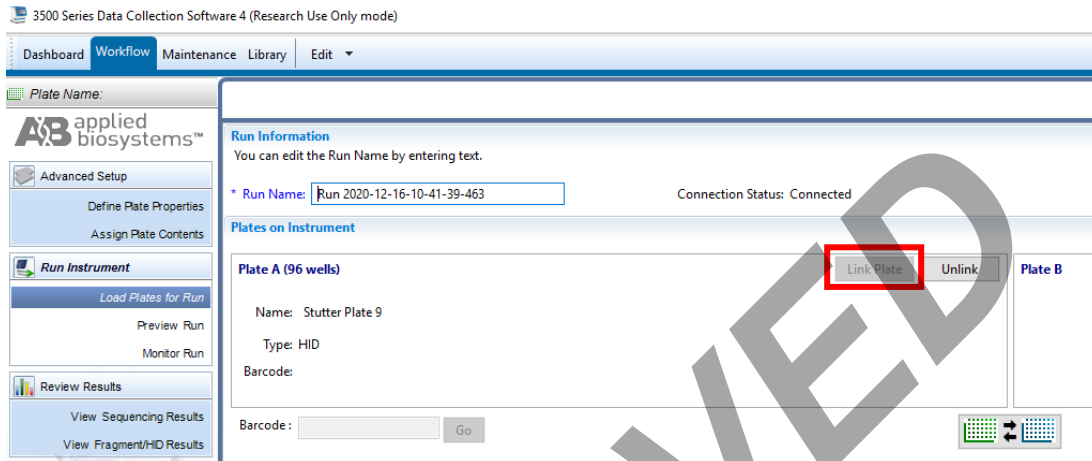 3500 Series Data Collection Software 4 (Research Use Only mode)
Dashboard Workflow Maintenance Library Edit
Plate Name:
AB applied biosystems™
Advanced Setup
Define Plate Properties
Assign Plate Contents
Run Instrument
Load Plates for Run
Preview Run
Monitor Run
Review Results
View Sequencing Results
View Fragment/HID Results
Run Information
You can edit the Run Name by entering text.
* Run Name: Run 2020-12-16-10-41-39-463 Connection Status: Connected
Plates on Instrument
Plate A (96 wells) Link Plate Unlink Plate B
Name: Stutter Plate 9
Type: HID
Barcode:
Barcode : Go